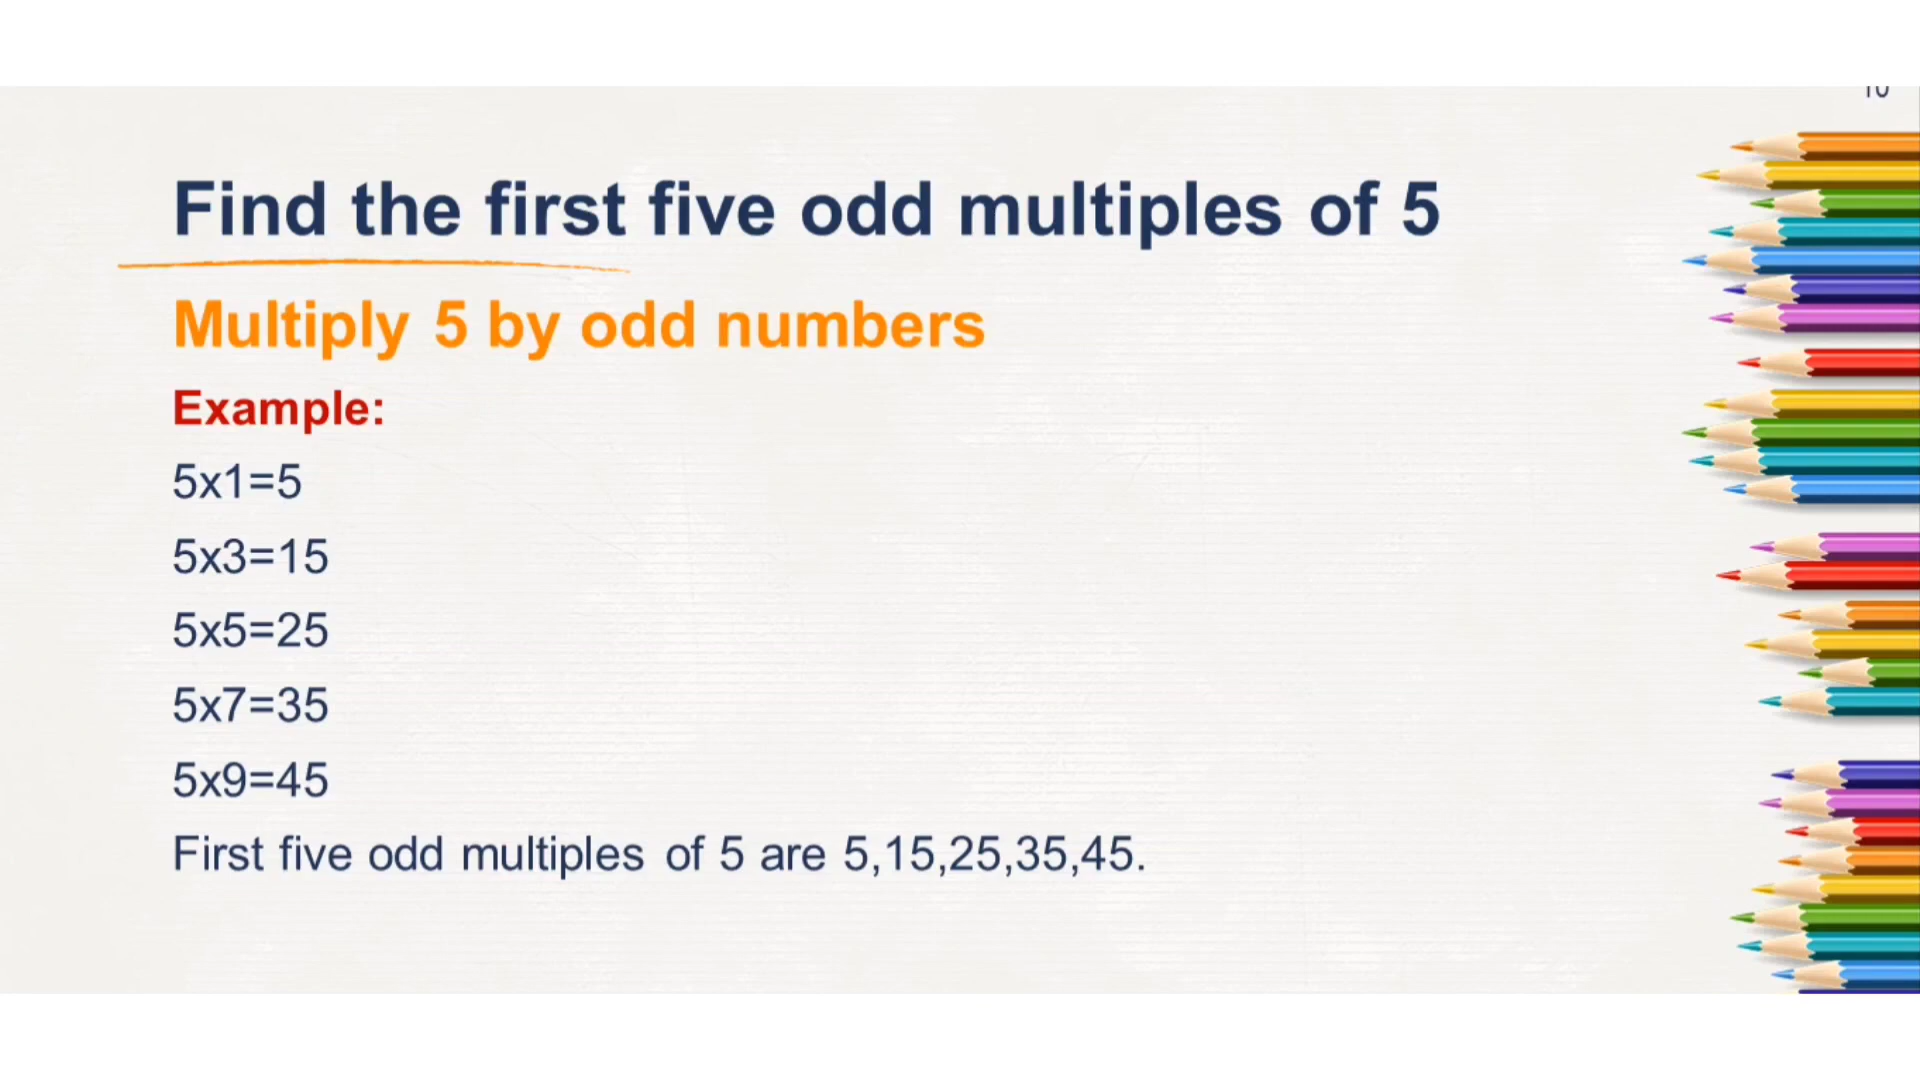 10
Find the first five odd multiples of 5
Multiply 5 by odd numbers
Example:
5x1=5
5x3=15
5x5=25
5x7=35
5x9=45
First five odd multiples of 5 are 5,15,25,35,45.